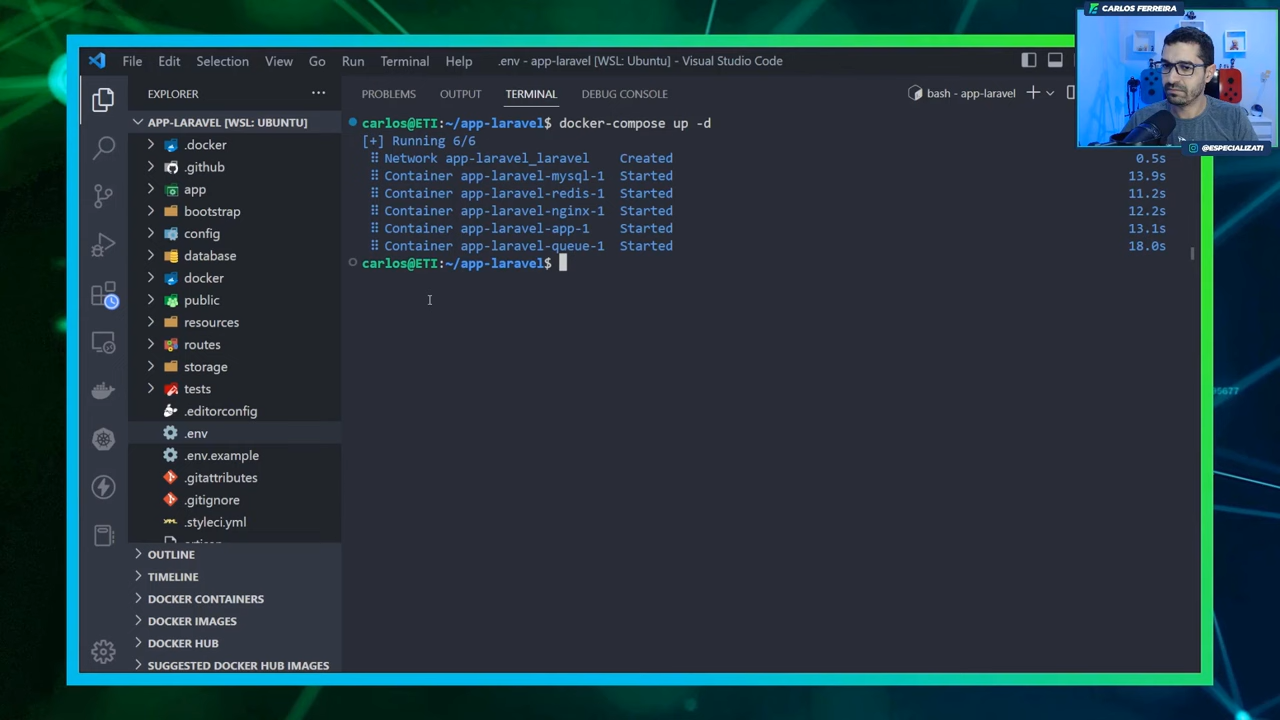 CARLOS FERREIRA
@ESPECIALIZATI
File Edit Selection View Go Run Terminal Help .env - app-laravel [WSL: Ubuntu] - Visual Studio Code
EXPLORER
APP-LARAVEL [WSL: UBUNTU]
.docker
.github
app
bootstrap
config
database
docker
public
resources
routes
storage
tests
.editorconfig
.env
.env.example
.gitattributes
.gitignore
.styleci.yml
OUTLINE
TIMELINE
DOCKER CONTAINERS
DOCKER IMAGES
DOCKER HUB
SUGGESTED DOCKER HUB IMAGES
PROBLEMS OUTPUT TERMINAL DEBUG CONSOLE bash - app-laravel
carlos@ETI:~/app-laravel$ docker-compose up -d
[+] Running 6/6
⠿ Network app-laravel_laravel Created 0.5s
⠿ Container app-laravel-mysql-1 Started 13.9s
⠿ Container app-laravel-redis-1 Started 11.2s
⠿ Container app-laravel-nginx-1 Started 12.2s
⠿ Container app-laravel-app-1 Started 13.1s
⠿ Container app-laravel-queue-1 Started 18.0s
carlos@ETI:~/app-laravel$
95677